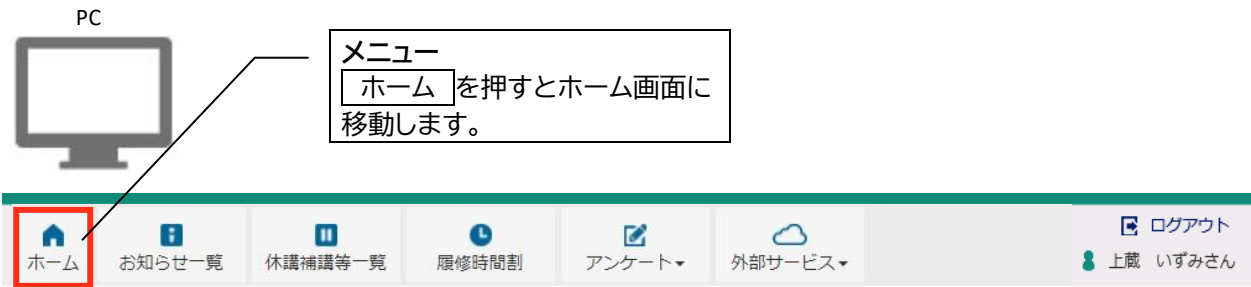 PC
メニュー
ホーム を押すとホーム画面に
移動します。
ホーム
お知らせ一覧
休講補講等一覧
履修時間割
アンケート▾
外部サービス▾
ログアウト
上蔵 いずみさん